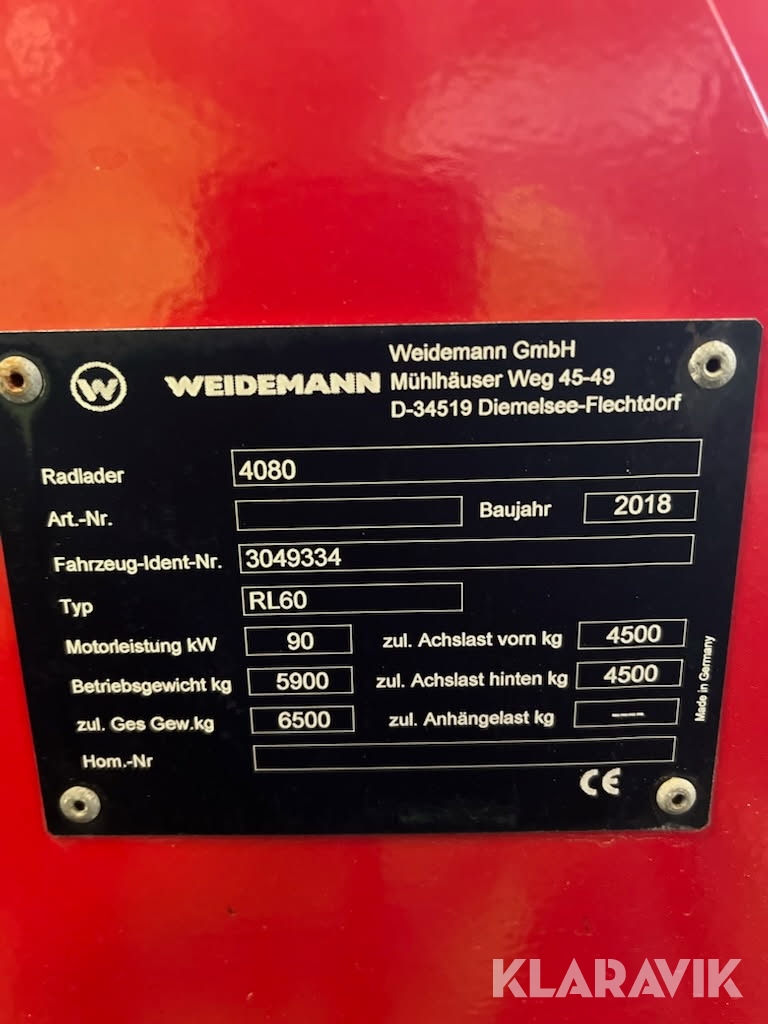 W WEIDEMANN
Weidemann GmbH
Mühlhäuser Weg 45-49
D-34519 Diemelsee-Flechtdorf
Radlader 4080
Art.-Nr. Baujahr 2018
Fahrzeug-Ident-Nr. 3049334
Typ RL60
Motorleistung kW 90 zul. Achslast vorn kg 4500
Betriebsgewicht kg 5900 zul. Achslast hinten kg 4500
zul. Ges Gew.kg 6500 zul. Anhängelast kg ----
Hom.-Nr
Made in Germany
CE
KLARAVIK